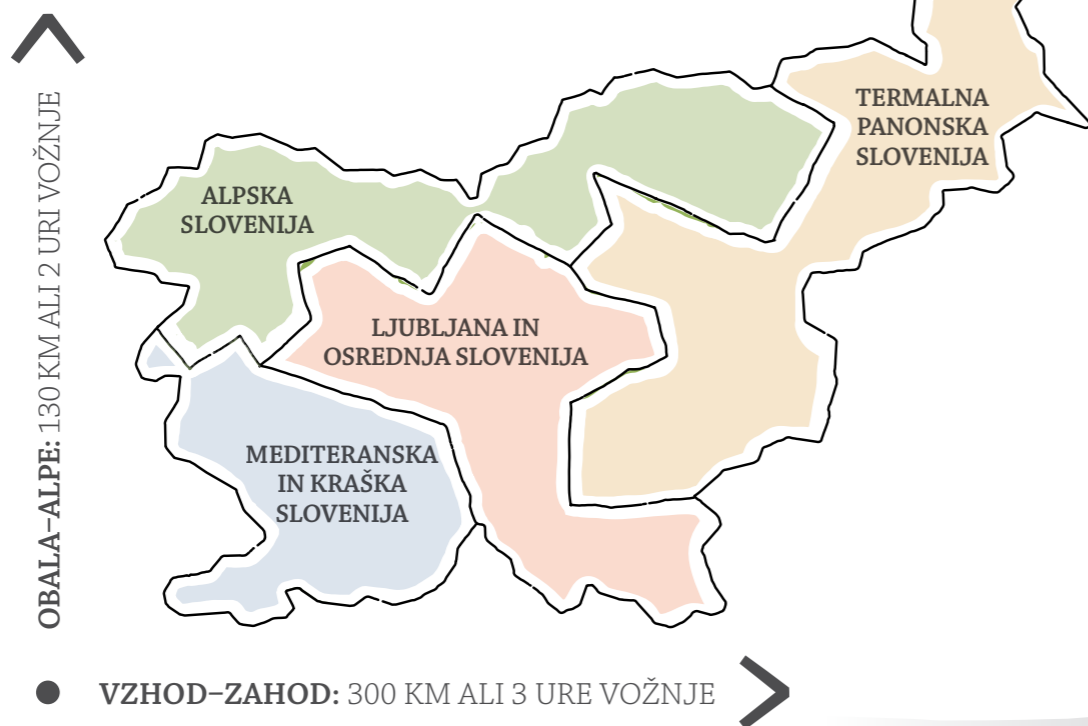 TERMALNA
PANONSKA
SLOVENIJA
ALPSKA
SLOVENIJA
LJUBLJANA IN
OSREDNJA SLOVENIJA
MEDITERANSKA
IN KRAŠKA
SLOVENIJA
OBALA–ALPE: 130 KM ALI 2 URI VOŽNJE
VZHOD–ZAHOD: 300 KM ALI 3 URE VOŽNJE